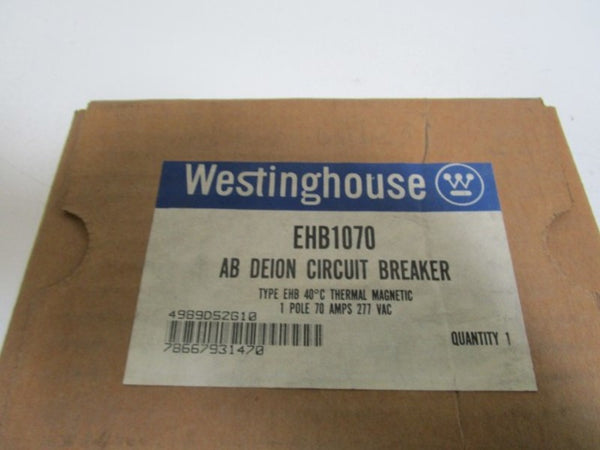 Westinghouse W
EHB1070
AB DEION CIRCUIT BREAKER
TYPE EHB 40°C THERMAL MAGNETIC
1 POLE 70 AMPS 277 VAC
4989D52G10
78667931470
QUANTITY 1